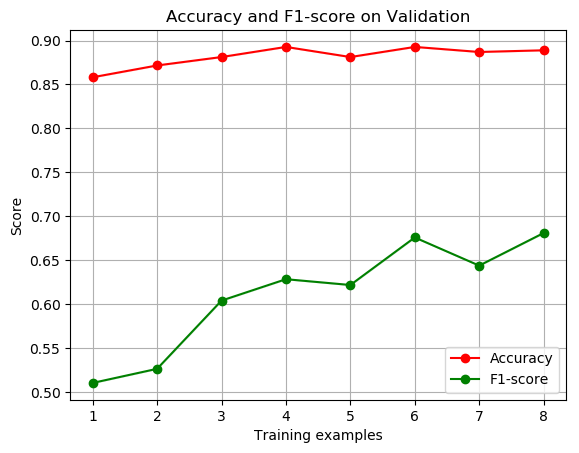 Accuracy and F1-score on Validation
0.90
0.85
0.80
0.75
0.70
0.65
0.60
0.55
0.50
Score
Accuracy
F1-score
1 2 3 4 5 6 7 8
Training examples